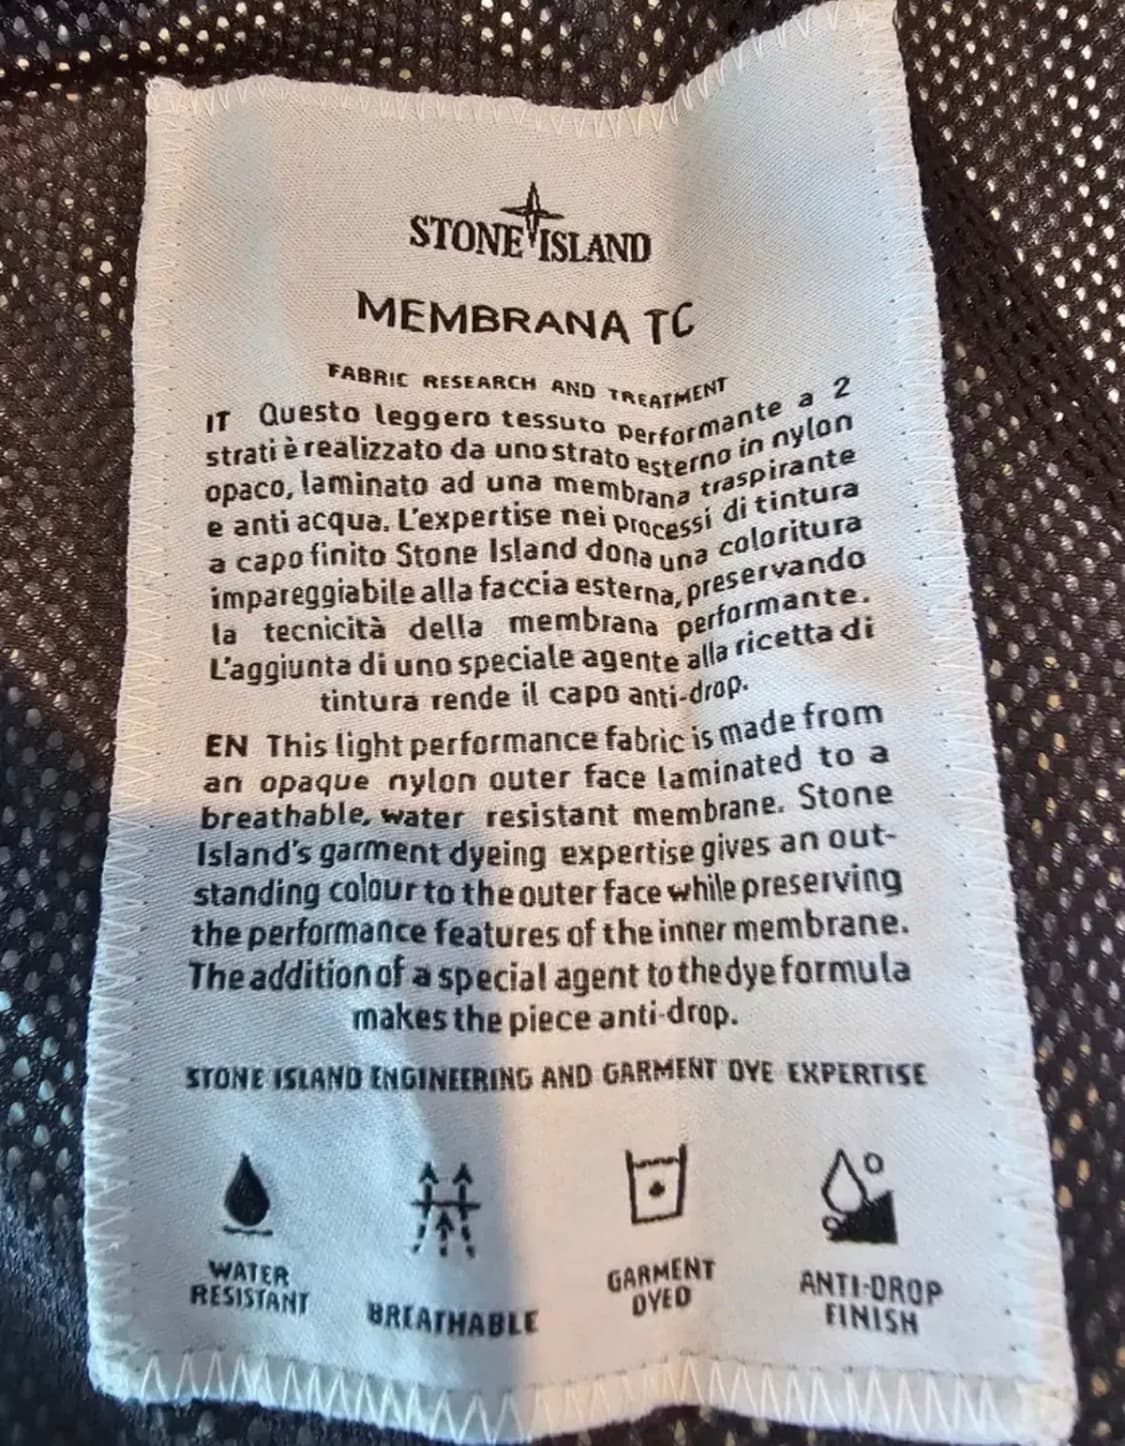 STONE ISLAND
MEMBRANA TC
FABRIC RESEARCH AND TREATMENT
IT Questo leggero tessuto performante a 2
strati è realizzato da uno strato esterno in nylon
opaco, laminato ad una membrana traspirante
e anti acqua. L'expertise nei processi di tintura
a capo finito Stone Island dona una coloritura
impareggiabile alla faccia esterna, preservando
la tecnicità della membrana performante.
L'aggiunta di uno speciale agente alla ricetta di
tintura rende il capo anti-drop.
EN This light performance fabric is made from
an opaque nylon outer face laminated to a
breathable, water resistant membrane. Stone
Island's garment dyeing expertise gives an out-
standing colour to the outer face while preserving
the performance features of the inner membrane.
The addition of a special agent to the dye formula
makes the piece anti-drop.
STONE ISLAND ENGINEERING AND GARMENT DYE EXPERTISE
WATER
RESISTANT
BREATHABLE
GARMENT
DYED
ANTI-DROP
FINISH